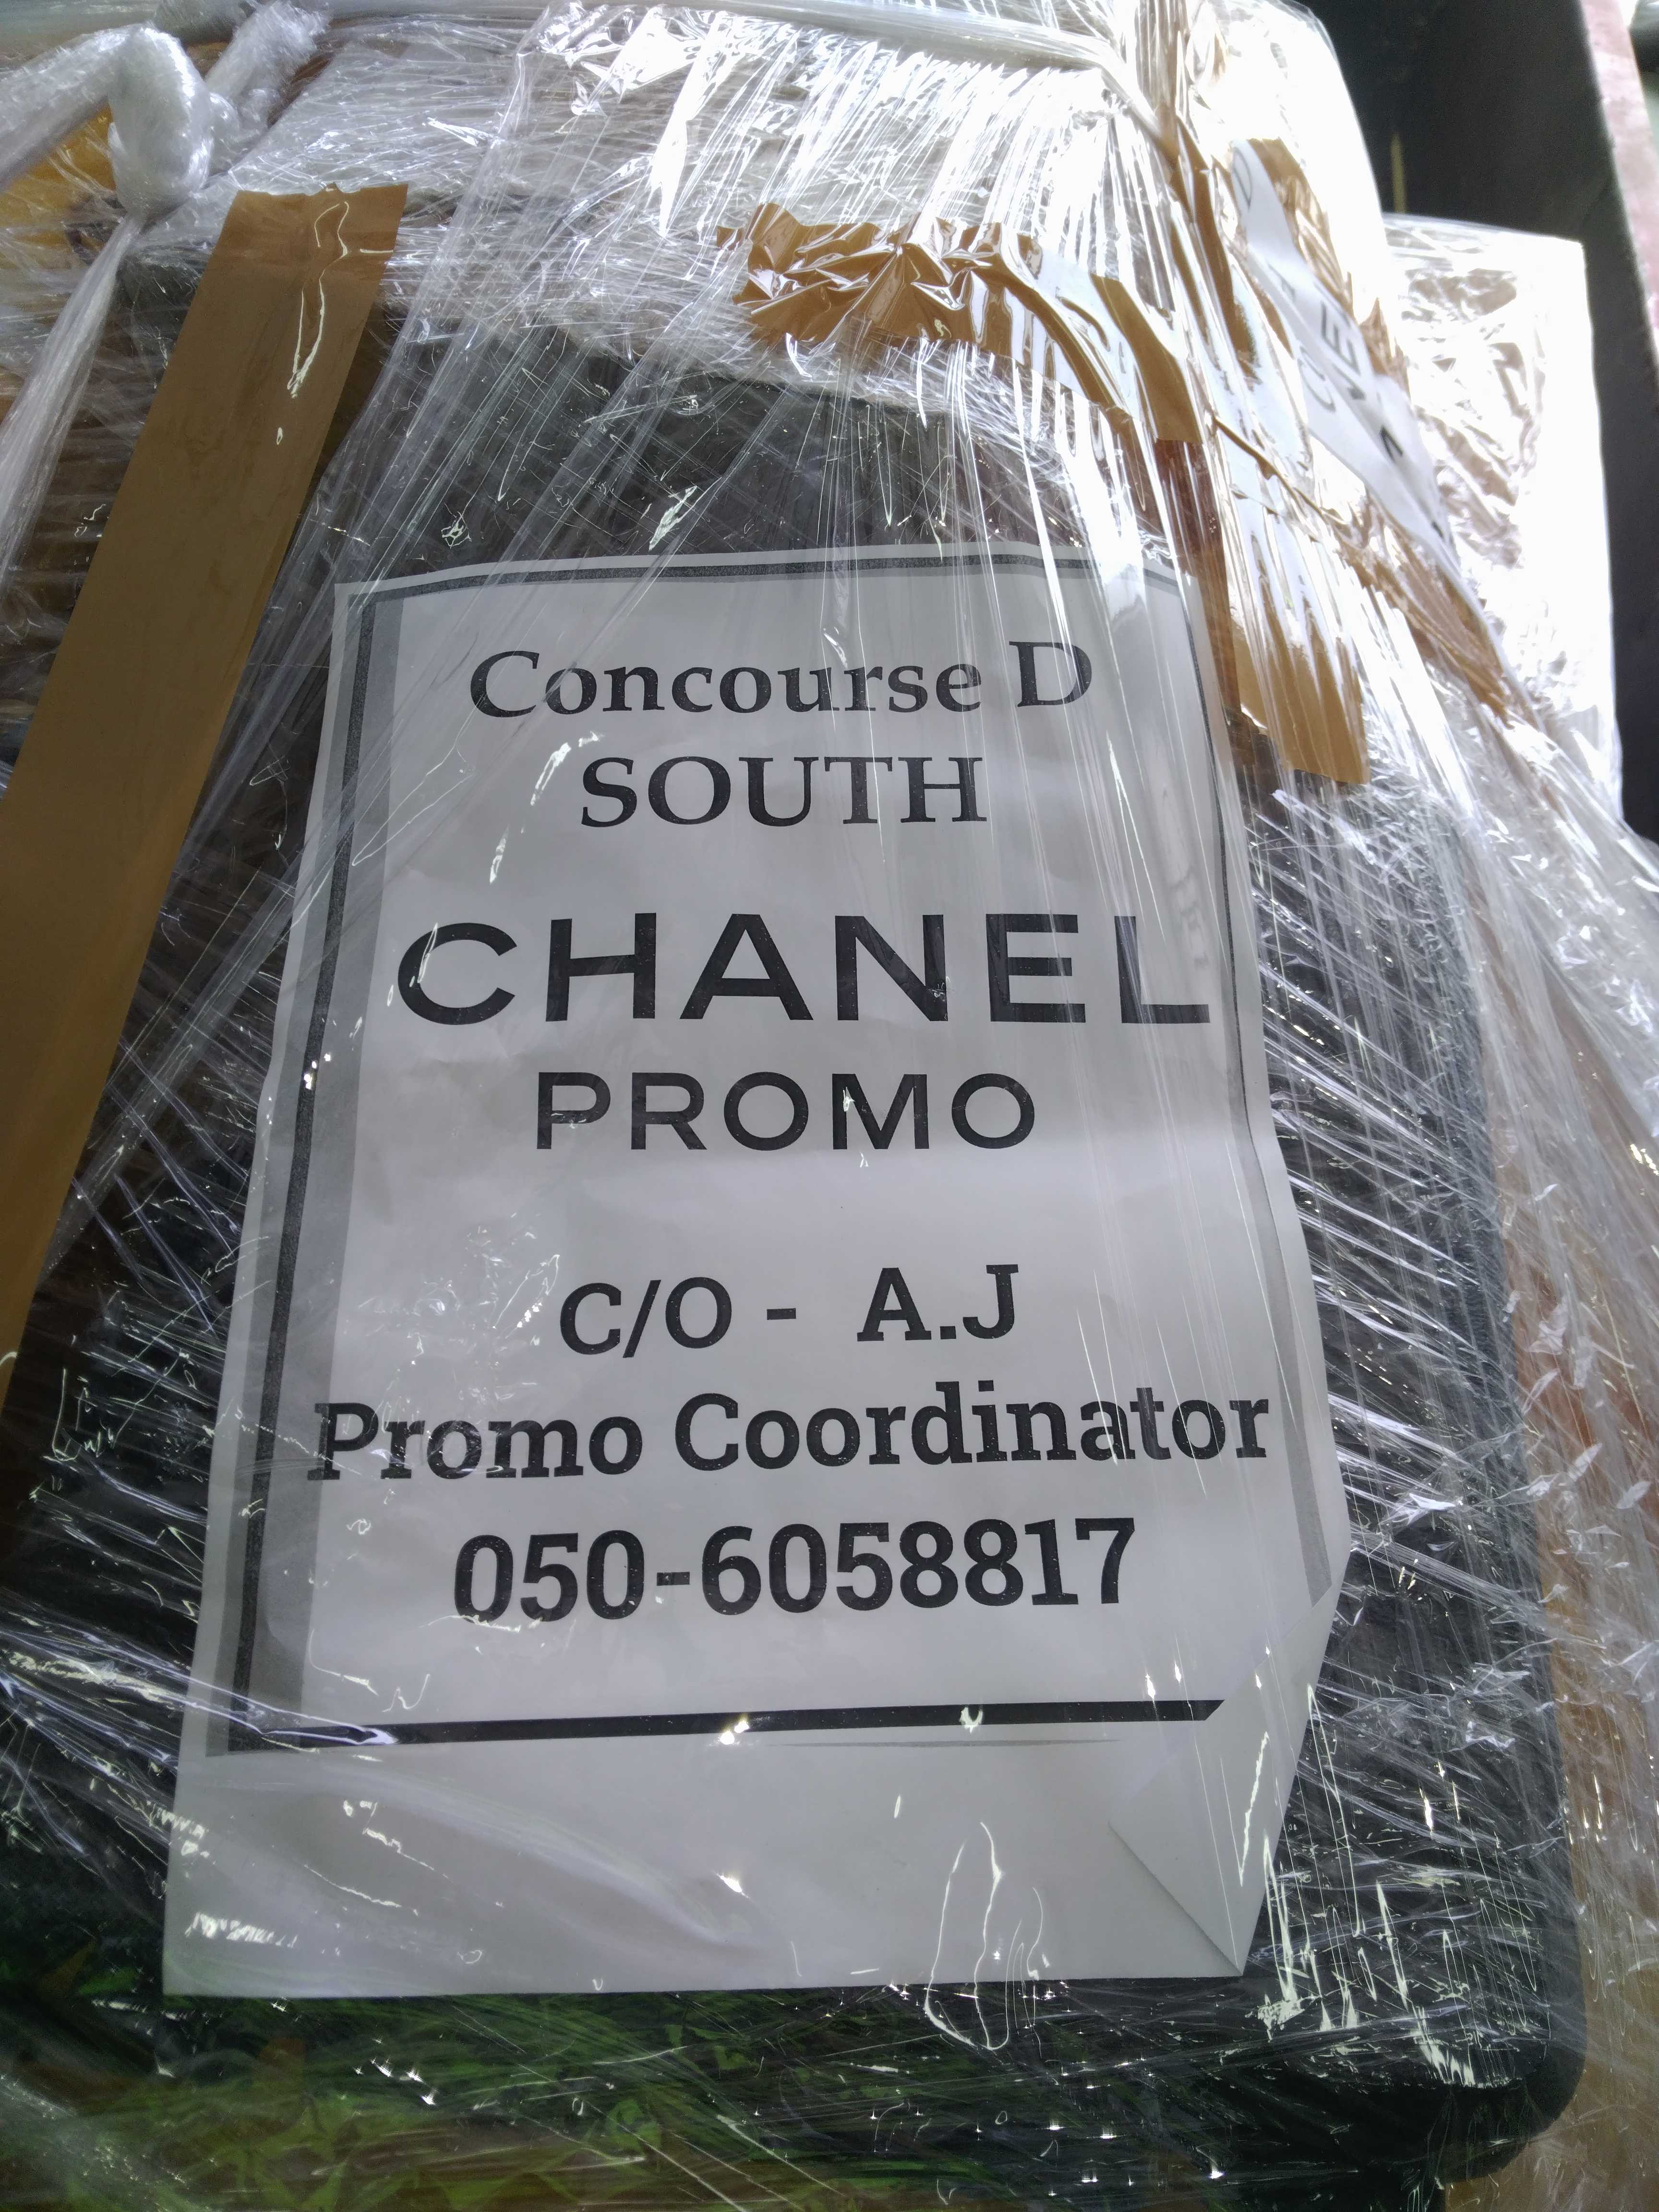 Concourse D
SOUTH
CHANEL
PROMO
C/O - A.J
Promo Coordinator
050-6058817